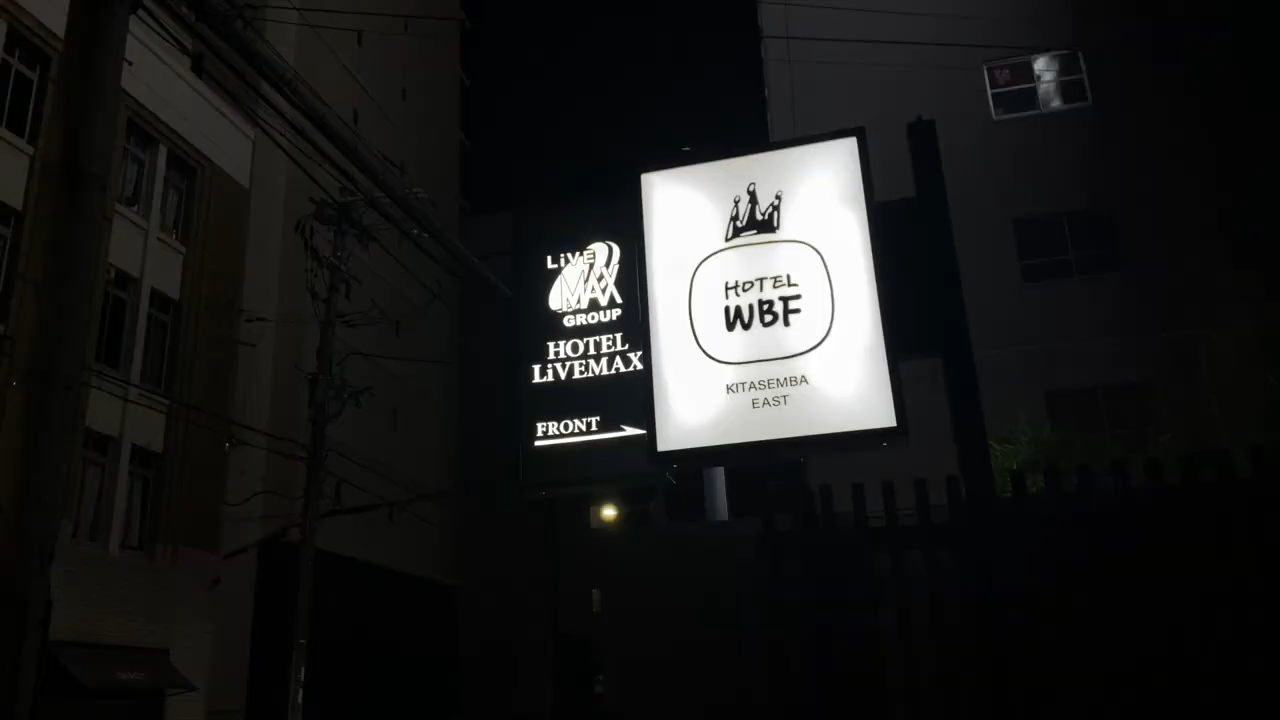 LiVE
MAX
GROUP
HOTEL
LiVEMAX
FRONT
HOTEL
WBF
KITASEMBA
EAST